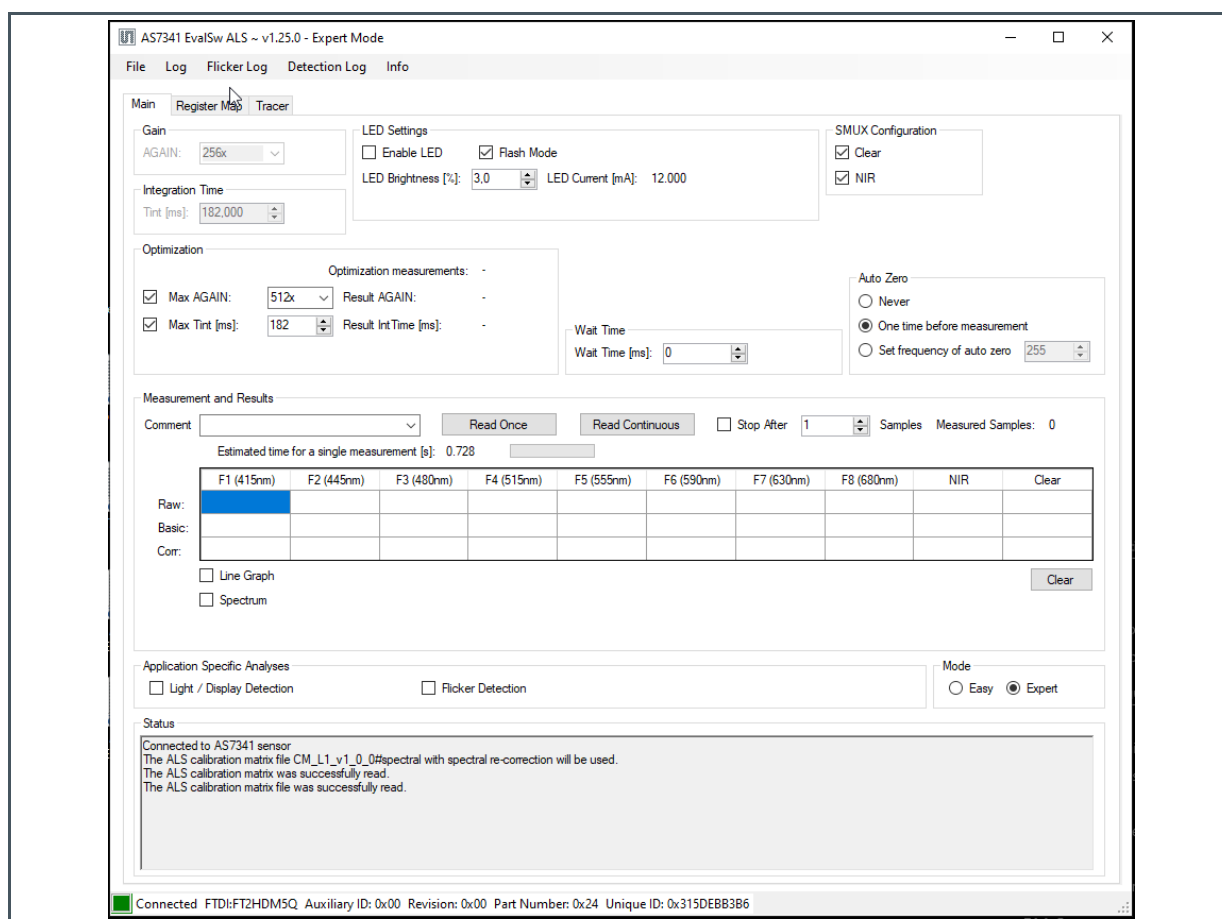 AS7341 EvalSw ALS ~ v1.25.0 - Expert Mode
File Log Flicker Log Detection Log Info
Main Register Map Tracer
Gain
AGAIN: 256x
Integration Time
Tint [ms]: 182,000
LED Settings
Enable LED Flash Mode
LED Brightness [%]: 3,0 LED Current [mA]: 12.000
SMUX Configuration
Clear
NIR
Optimization
Optimization measurements: -
Max AGAIN: 512x Result AGAIN: -
Max Tint [ms]: 182 Result IntTime [ms]: -
Wait Time
Wait Time [ms]: 0
Auto Zero
Never
One time before measurement
Set frequency of auto zero 255
Measurement and Results
Comment Read Once Read Continuous Stop After 1 Samples Measured Samples: 0
Estimated time for a single measurement [s]: 0.728
F1 (415nm) F2 (445nm) F3 (480nm) F4 (515nm) F5 (555nm) F6 (590nm) F7 (630nm) F8 (680nm) NIR Clear
Raw:
Basic:
Corr:
Line Graph
Clear
Spectrum
Application Specific Analyses
Light / Display Detection Flicker Detection
Mode
Easy Expert
Status
Connected to AS7341 sensor
The ALS calibration matrix file CM_L1_v1_0_0#spectral with spectral re-correction will be used.
The ALS calibration matrix was successfully read.
The ALS calibration matrix file was successfully read.
Connected FTDI:FT2HDM5Q Auxiliary ID: 0x00 Revision: 0x00 Part Number: 0x24 Unique ID: 0x315DEBB3B6